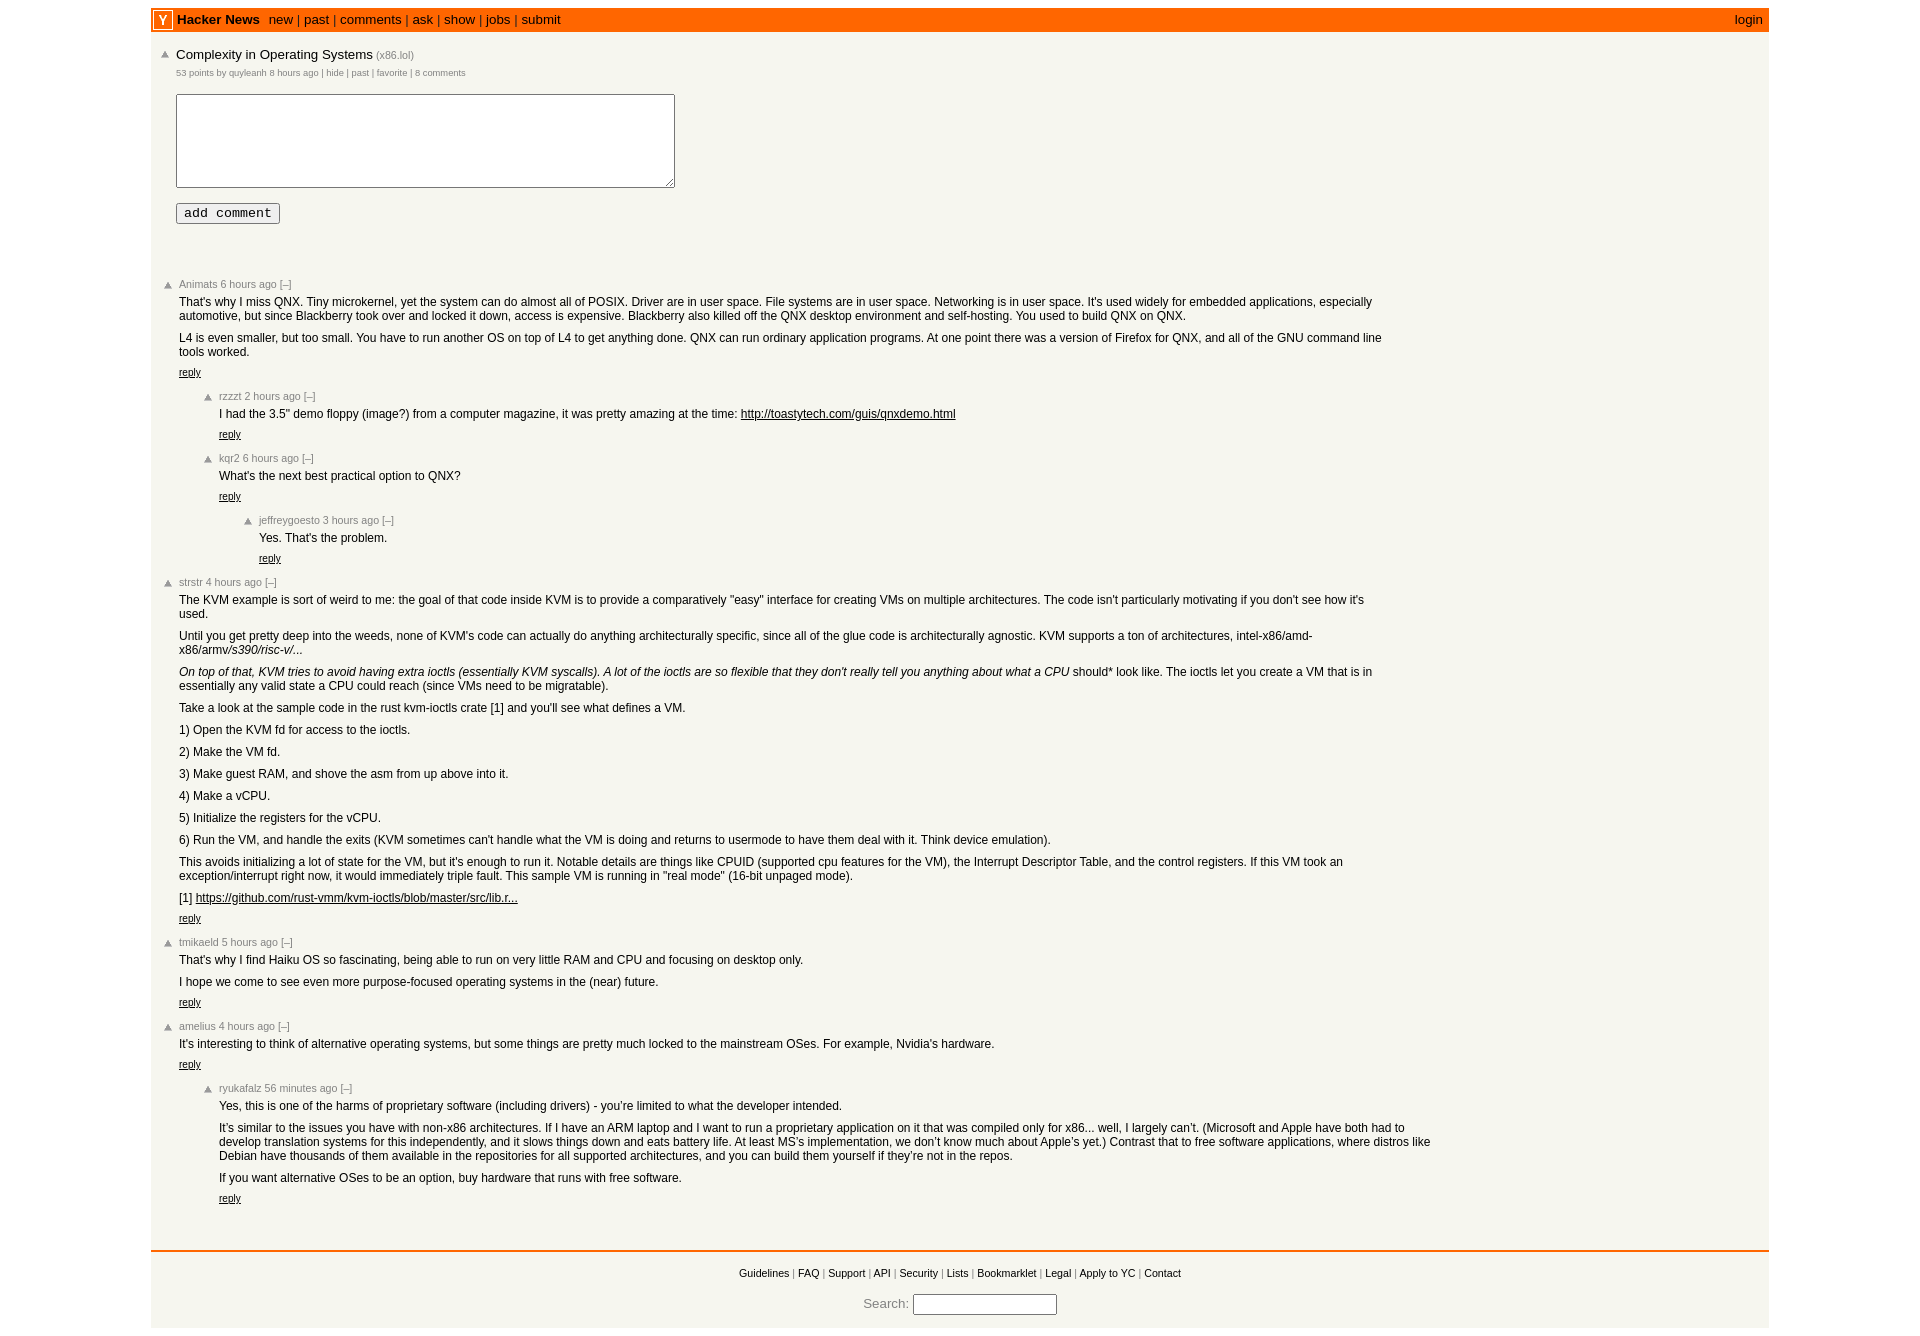 Y Hacker News new | past | comments | ask | show | jobs | submit login
Complexity in Operating Systems (x86.lol)
53 points by quyleanh 8 hours ago | hide | past | favorite | 8 comments
add comment
Animats 6 hours ago [–]
That's why I miss QNX. Tiny microkernel, yet the system can do almost all of POSIX. Driver are in user space. File systems are in user space. Networking is in user space. It's used widely for embedded applications, especially
automotive, but since Blackberry took over and locked it down, access is expensive. Blackberry also killed off the QNX desktop environment and self-hosting. You used to build QNX on QNX.
L4 is even smaller, but too small. You have to run another OS on top of L4 to get anything done. QNX can run ordinary application programs. At one point there was a version of Firefox for QNX, and all of the GNU command line
tools worked.
reply
rzzzt 2 hours ago [–]
I had the 3.5" demo floppy (image?) from a computer magazine, it was pretty amazing at the time: http://toastytech.com/guis/qnxdemo.html
reply
kqr2 6 hours ago [–]
What's the next best practical option to QNX?
reply
jeffreygoesto 3 hours ago [–]
Yes. That's the problem.
reply
strstr 4 hours ago [–]
The KVM example is sort of weird to me: the goal of that code inside KVM is to provide a comparatively "easy" interface for creating VMs on multiple architectures. The code isn't particularly motivating if you don't see how it's
used.
Until you get pretty deep into the weeds, none of KVM's code can actually do anything architecturally specific, since all of the glue code is architecturally agnostic. KVM supports a ton of architectures, intel-x86/amd-
x86/armv/s390/risc-v/...
On top of that, KVM tries to avoid having extra ioctls (essentially KVM syscalls). A lot of the ioctls are so flexible that they don't really tell you anything about what a CPU should* look like. The ioctls let you create a VM that is in
essentially any valid state a CPU could reach (since VMs need to be migratable).
Take a look at the sample code in the rust kvm-ioctls crate [1] and you'll see what defines a VM.
1) Open the KVM fd for access to the ioctls.
2) Make the VM fd.
3) Make guest RAM, and shove the asm from up above into it.
4) Make a vCPU.
5) Initialize the registers for the vCPU.
6) Run the VM, and handle the exits (KVM sometimes can't handle what the VM is doing and returns to usermode to have them deal with it. Think device emulation).
This avoids initializing a lot of state for the VM, but it's enough to run it. Notable details are things like CPUID (supported cpu features for the VM), the Interrupt Descriptor Table, and the control registers. If this VM took an
exception/interrupt right now, it would immediately triple fault. This sample VM is running in "real mode" (16-bit unpaged mode).
[1] https://github.com/rust-vmm/kvm-ioctls/blob/master/src/lib.r...
reply
tmikaeld 5 hours ago [–]
That's why I find Haiku OS so fascinating, being able to run on very little RAM and CPU and focusing on desktop only.
I hope we come to see even more purpose-focused operating systems in the (near) future.
reply
amelius 4 hours ago [–]
It's interesting to think of alternative operating systems, but some things are pretty much locked to the mainstream OSes. For example, Nvidia's hardware.
reply
ryukafalz 56 minutes ago [–]
Yes, this is one of the harms of proprietary software (including drivers) - you’re limited to what the developer intended.
It’s similar to the issues you have with non-x86 architectures. If I have an ARM laptop and I want to run a proprietary application on it that was compiled only for x86... well, I largely can’t. (Microsoft and Apple have both had to
develop translation systems for this independently, and it slows things down and eats battery life. At least MS’s implementation, we don’t know much about Apple’s yet.) Contrast that to free software applications, where distros like
Debian have thousands of them available in the repositories for all supported architectures, and you can build them yourself if they’re not in the repos.
If you want alternative OSes to be an option, buy hardware that runs with free software.
reply
Guidelines | FAQ | Support | API | Security | Lists | Bookmarklet | Legal | Apply to YC | Contact
Search: